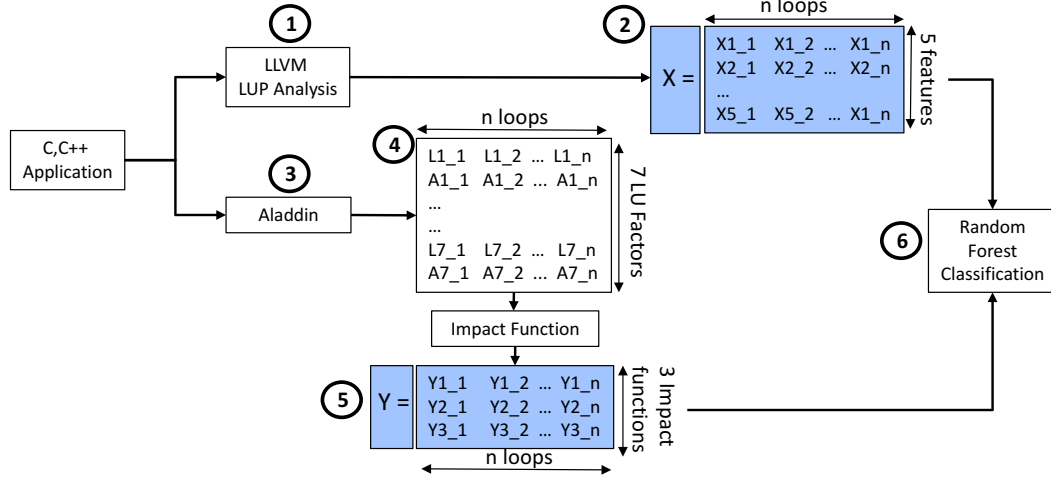 1
LLVM
LUP Analysis
2
n loops
X =
X1_1 X1_2 ... X1_n
X2_1 X2_2 ... X2_n
...
X5_1 X5_2 ... X1_n
5 features
C,C++
Application
3
Aladdin
4
n loops
L1_1 L1_2 ... L1_n
A1_1 A1_2 ... A1_n
...
...
L7_1 L7_2 ... L7_n
A7_1 A7_2 ... A7_n
7 LU Factors
Impact Function
5
Y =
Y1_1 Y1_2 ... Y1_n
Y2_1 Y2_2 ... Y2_n
Y3_1 Y3_2 ... Y3_n
3 Impact
functions
n loops
6
Random
Forest
Classification